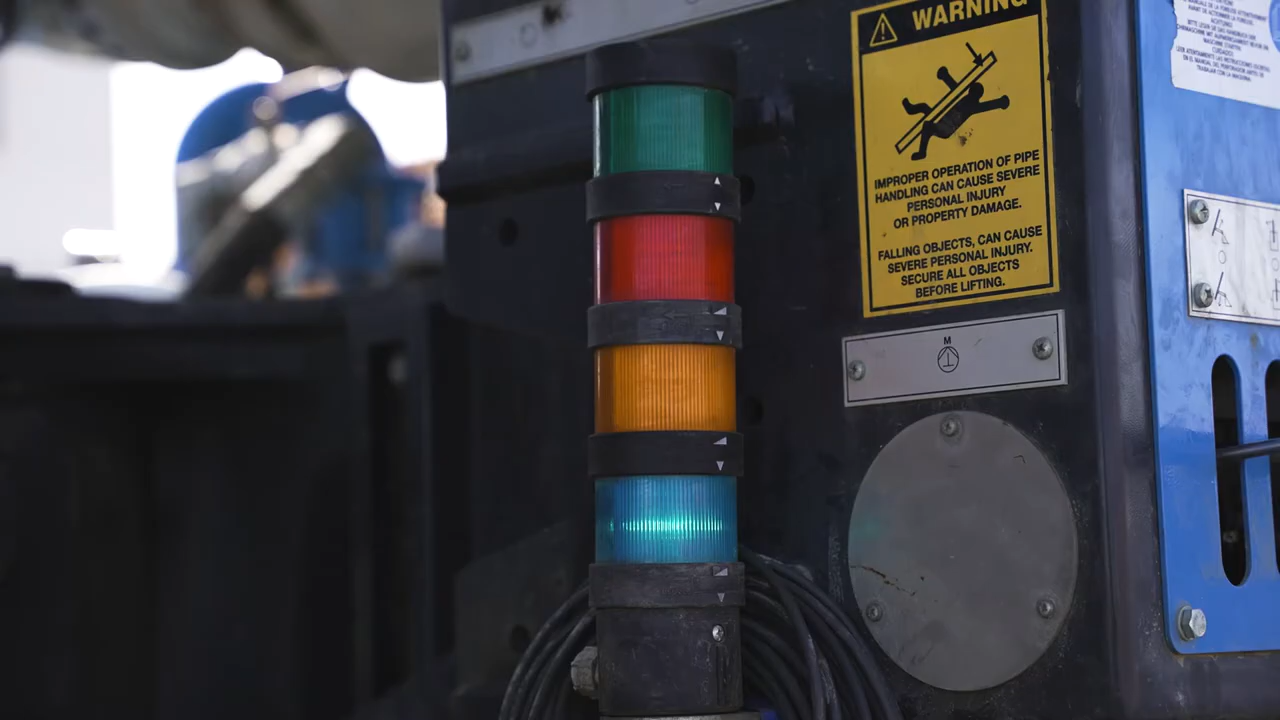 WARNING
IMPROPER OPERATION OF PIPE
HANDLING CAN CAUSE SEVERE
PERSONAL INJURY
OR PROPERTY DAMAGE.
FALLING OBJECTS, CAN CAUSE
SEVERE PERSONAL INJURY.
SECURE ALL OBJECTS
BEFORE LIFTING.
M